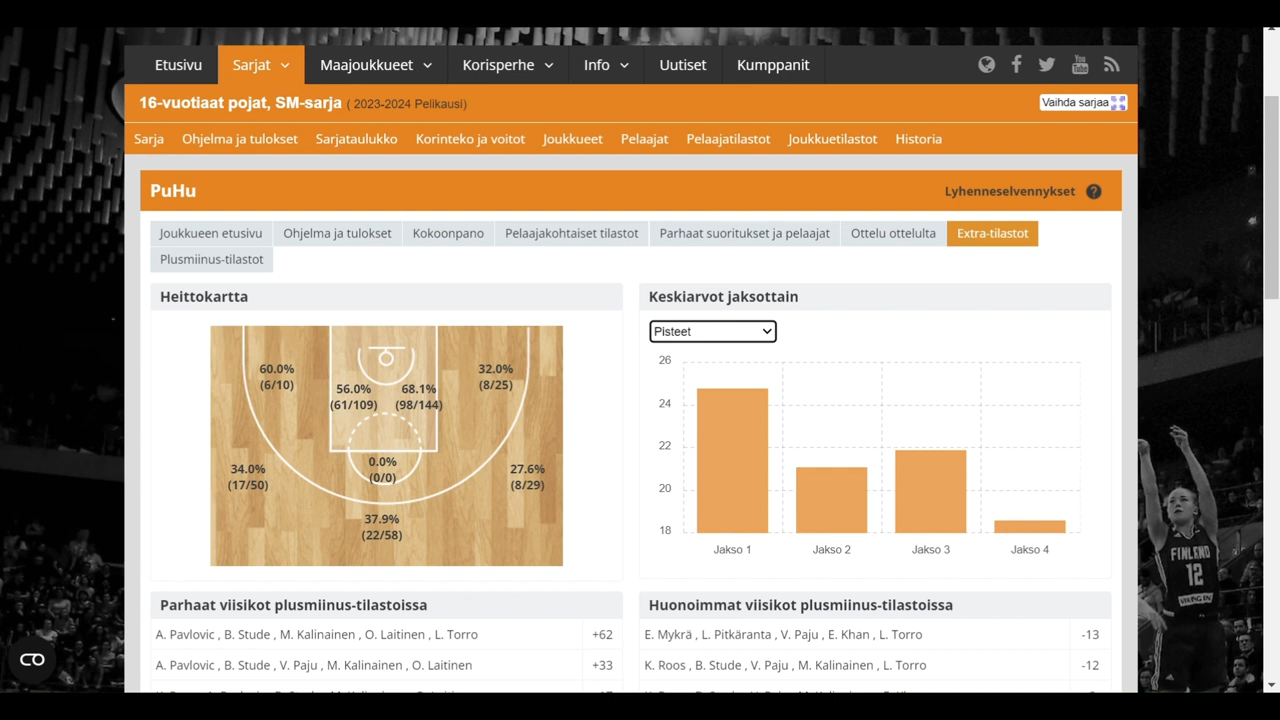 Etusivu Sarjat Maajoukkueet Korisperhe Info Uutiset Kumppanit
You Tube
16-vuotiaat pojat, SM-sarja ( 2023-2024 Pelikausi)
Vaihda sarjaa
Sarja Ohjelma ja tulokset Sarjataulukko Korinteko ja voitot Joukkueet Pelaajat Pelaajatilastot Joukkuetilastot Historia
PuHu
Lyhenneselvennykset ?
Joukkueen etusivu Ohjelma ja tulokset Kokoonpano Pelaajakohtaiset tilastot Parhaat suoritukset ja pelaajat Ottelu ottelulta Extra-tilastot
Plusmiinus-tilastot
Heittokartta
60.0%
(6/10)
56.0%
(61/109)
68.1%
(98/144)
32.0%
(8/25)
34.0%
(17/50)
0.0%
(0/0)
27.6%
(8/29)
37.9%
(22/58)
Keskiarvot jaksottain
Pisteet
26
24
22
20
18
Jakso 1 Jakso 2 Jakso 3 Jakso 4
Parhaat viisikot plusmiinus-tilastoissa
A. Pavlovic , B. Stude , M. Kalinainen , O. Laitinen , L. Torro +62
A. Pavlovic , B. Stude , V. Paju , M. Kalinainen , O. Laitinen +33
Huonoimmat viisikot plusmiinus-tilastoissa
E. Mykrä , L. Pitkäranta , V. Paju , E. Khan , L. Torro -13
K. Roos , B. Stude , V. Paju , M. Kalinainen , L. Torro -12
FINLAND
12